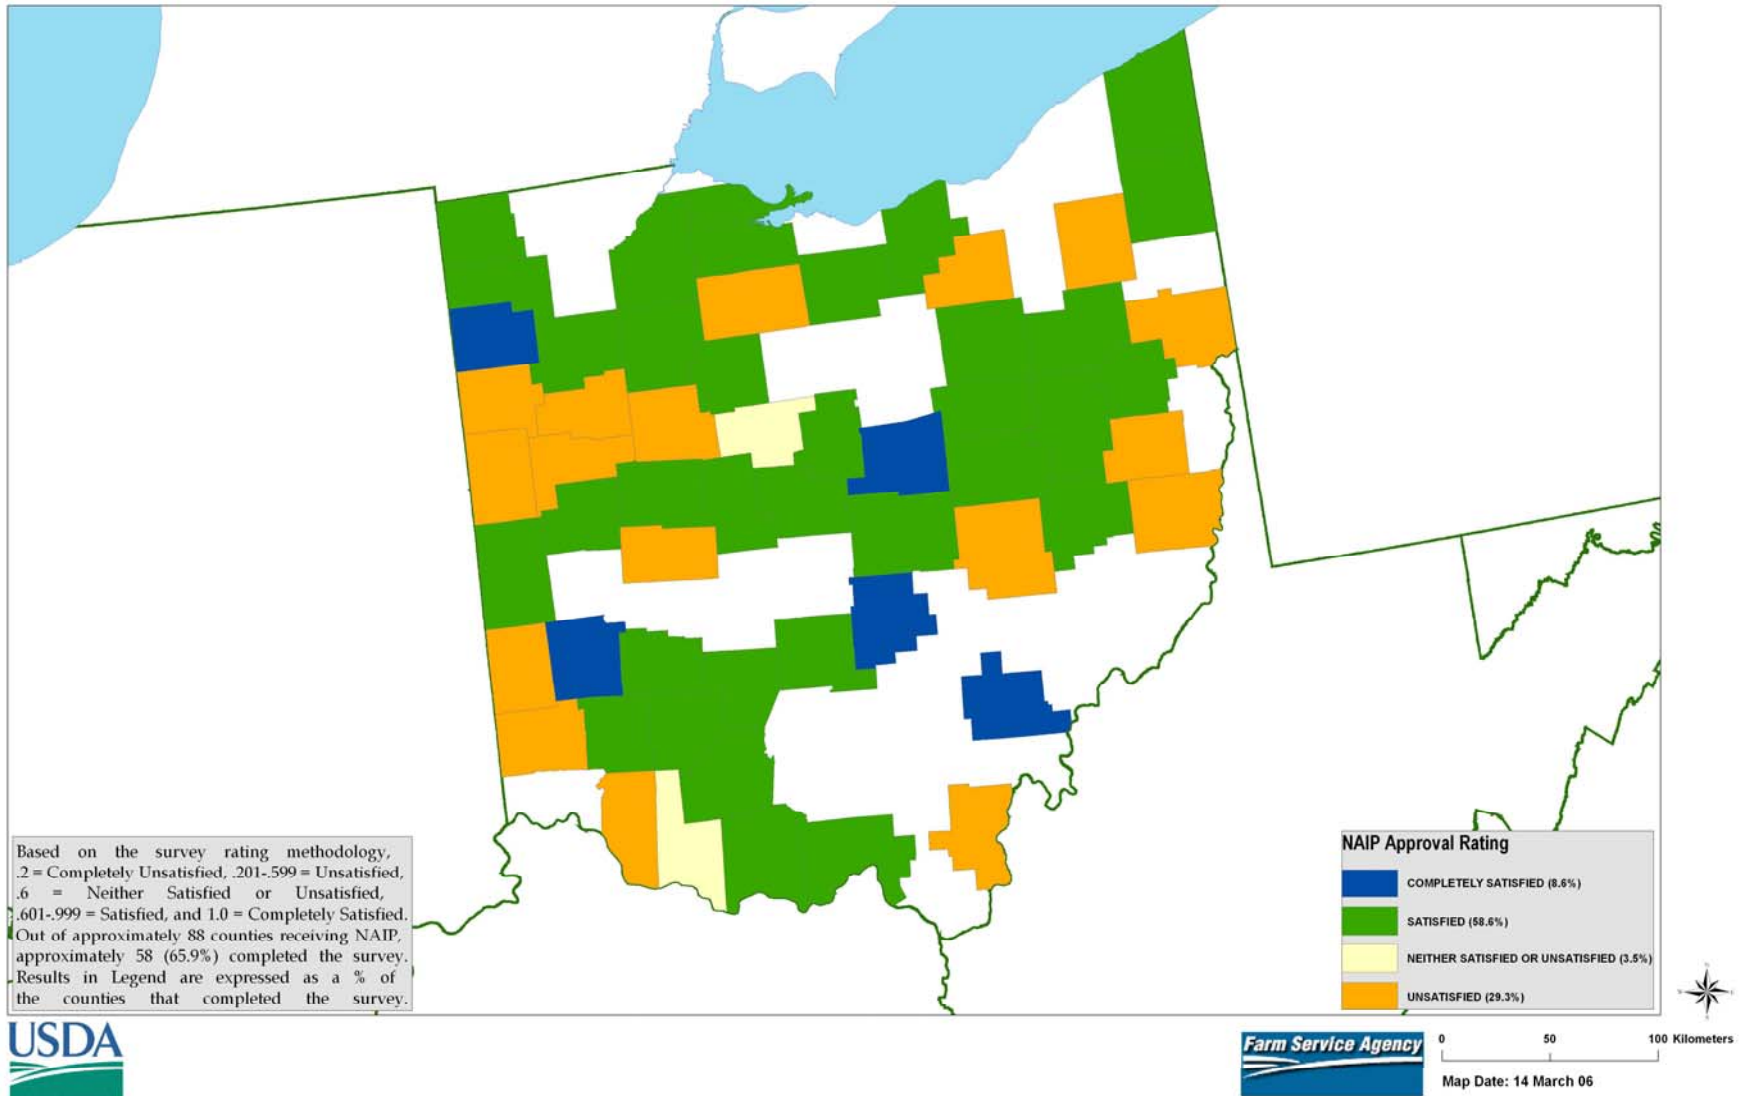 Based on the survey rating methodology,
.2 = Completely Unsatisfied, .201-.599 = Unsatisfied,
.6 = Neither Satisfied or Unsatisfied,
.601-.999 = Satisfied, and 1.0 = Completely Satisfied.
Out of approximately 88 counties receiving NAIP,
approximately 58 (65.9%) completed the survey.
Results in Legend are expressed as a % of
the counties that completed the survey.
NAIP Approval Rating
COMPLETELY SATISFIED (8.6%)
SATISFIED (58.6%)
NEITHER SATISFIED OR UNSATISFIED (3.5%)
UNSATISFIED (29.3%)
USDA
Farm Service Agency
0 50 100 Kilometers
Map Date: 14 March 06